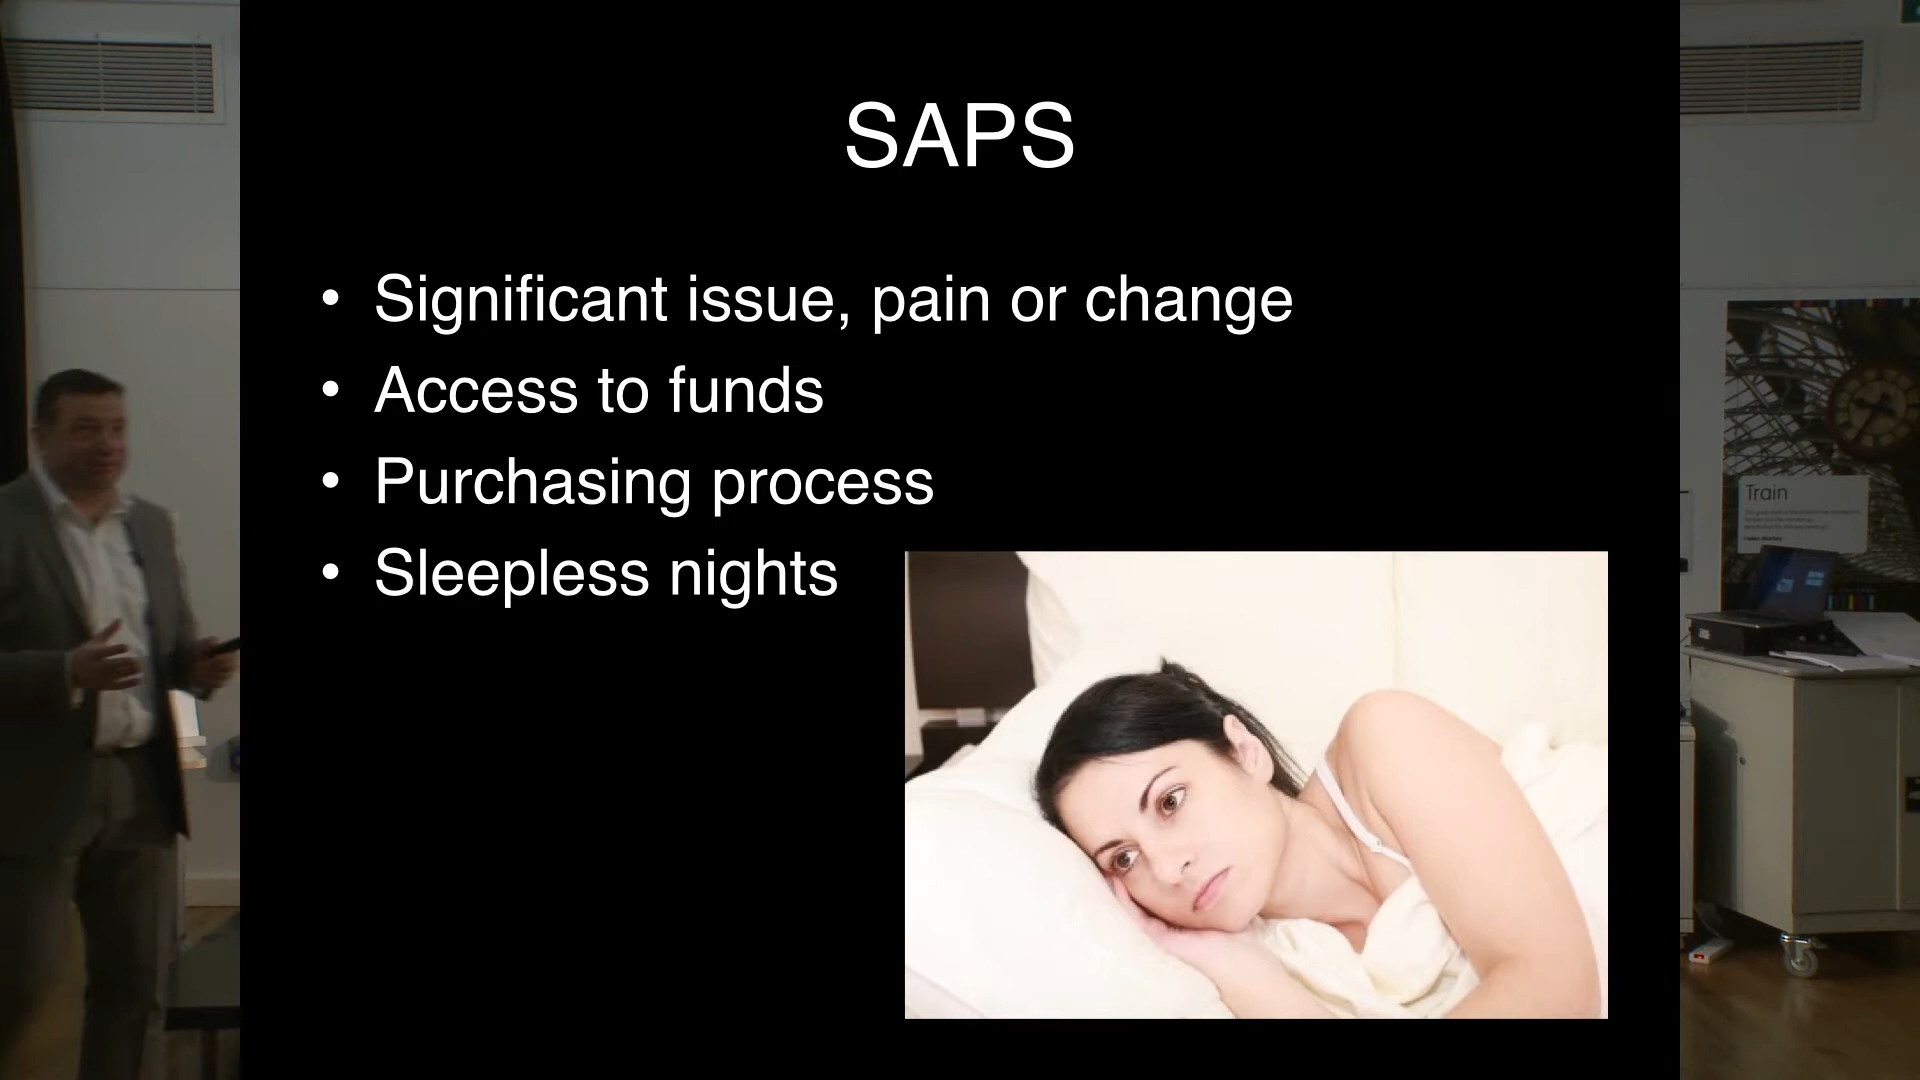 SAPS
• Significant issue, pain or change
• Access to funds
• Purchasing process
• Sleepless nights
Train